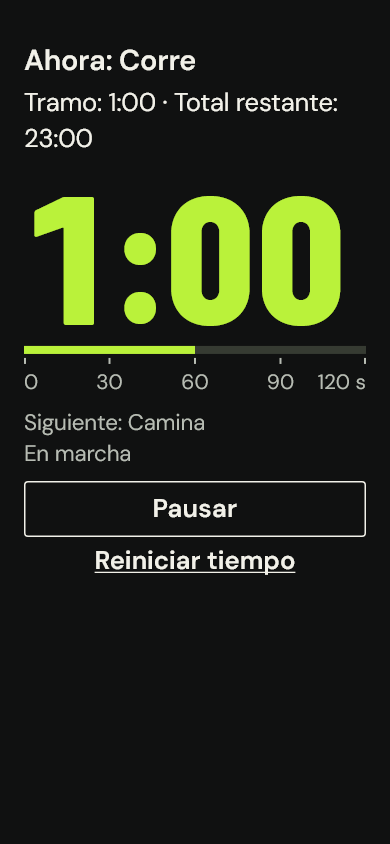 Ahora: Corre
Tramo: 1:00 · Total restante:
23:00
1:00
0 30 60 90 120 s
Siguiente: Camina
En marcha
Pausar
Reiniciar tiempo